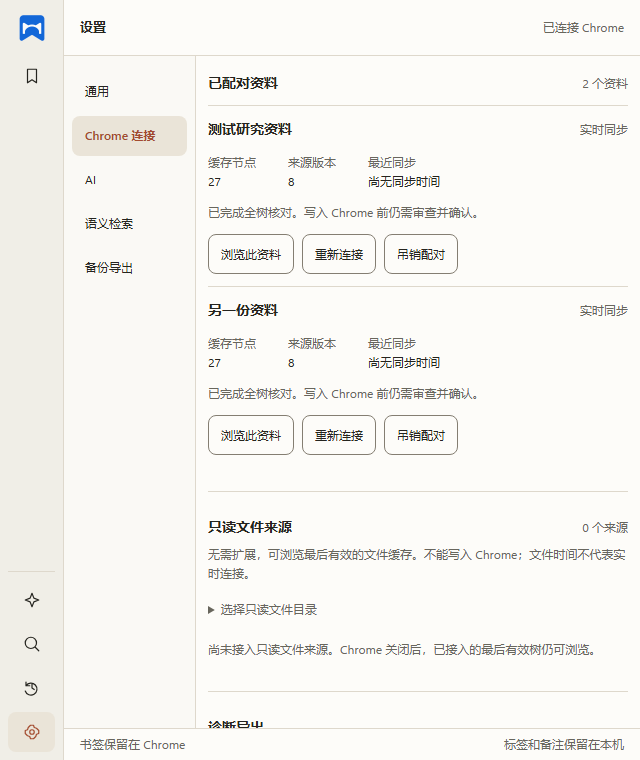 设置
已连接 Chrome
通用
Chrome 连接
AI
语义检索
备份导出
已配对资料
2 个资料
测试研究资料
实时同步
缓存节点 来源版本 最近同步
27 8 尚无同步时间
已完成全树核对。写入 Chrome 前仍需审查并确认。
浏览此资料 重新连接 吊销配对
另一份资料
实时同步
缓存节点 来源版本 最近同步
27 8 尚无同步时间
已完成全树核对。写入 Chrome 前仍需审查并确认。
浏览此资料 重新连接 吊销配对
只读文件来源
0 个来源
无需扩展，可浏览最后有效的文件缓存。不能写入 Chrome；文件时间不代表实
时连接。
选择只读文件目录
尚未接入只读文件来源。Chrome 关闭后，已接入的最后有效树仍可浏览。
诊断导出
书签保留在 Chrome
标签和备注保留在本机